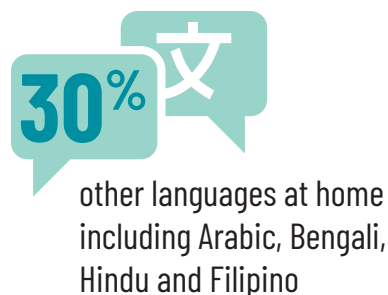 文
30%
other languages at home
including Arabic, Bengali,
Hindu and Filipino